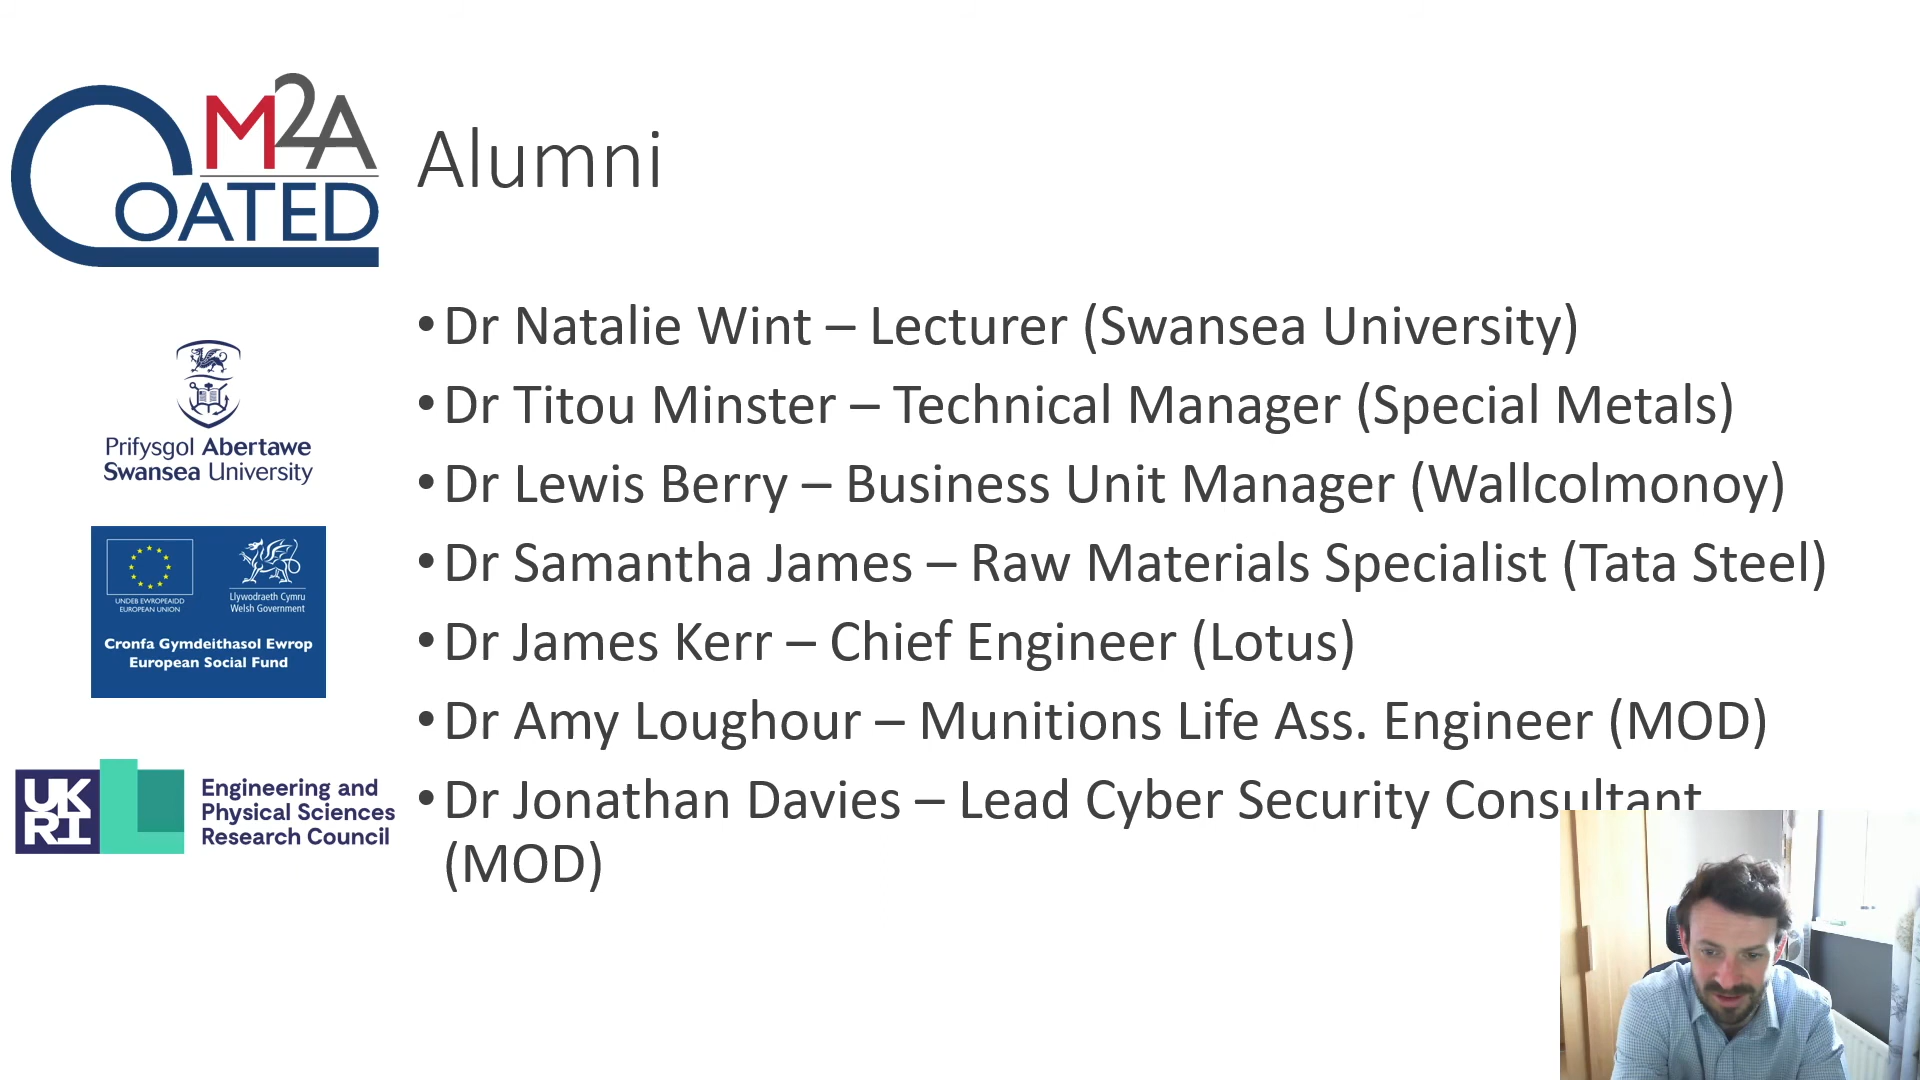 M2A
COATED
Alumni
• Dr Natalie Wint – Lecturer (Swansea University)
• Dr Titou Minster – Technical Manager (Special Metals)
• Dr Lewis Berry – Business Unit Manager (Wallcolmonoy)
• Dr Samantha James – Raw Materials Specialist (Tata Steel)
• Dr James Kerr – Chief Engineer (Lotus)
• Dr Amy Loughour – Munitions Life Ass. Engineer (MOD)
• Dr Jonathan Davies – Lead Cyber Security Consultant
(MOD)
Prifysgol Abertawe
Swansea University
UNDEB EWROPEAIDD
EUROPEAN UNION
Llywodraeth Cymru
Welsh Government
Cronfa Gymdeithasol Ewrop
European Social Fund
UK
RI
Engineering and
Physical Sciences
Research Council